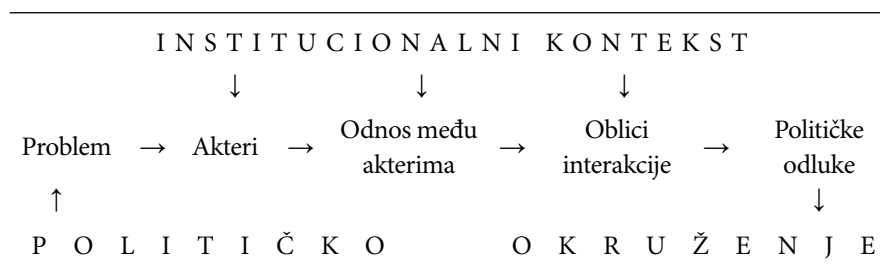 INSTITUCIONALNI KONTEKST
↓ ↓ ↓
Problem → Akteri → Odnos među akterima → Oblici interakcije → Političke odluke
↑ ↓
POLITIČKO OKRUŽENJE